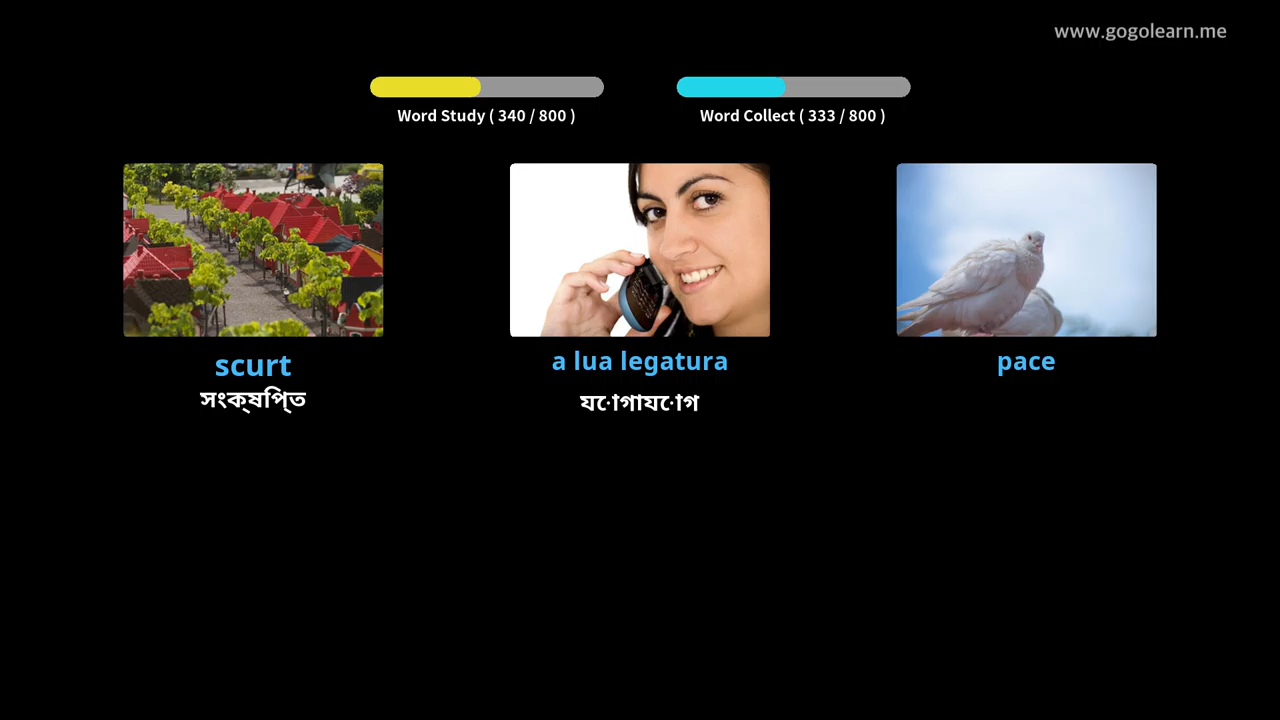 www.gogolearn.me
Word Study ( 340 / 800 )
Word Collect ( 333 / 800 )
scurt
সংক্ষিপ্ত
a lua legatura
যোগাযোগ
pace